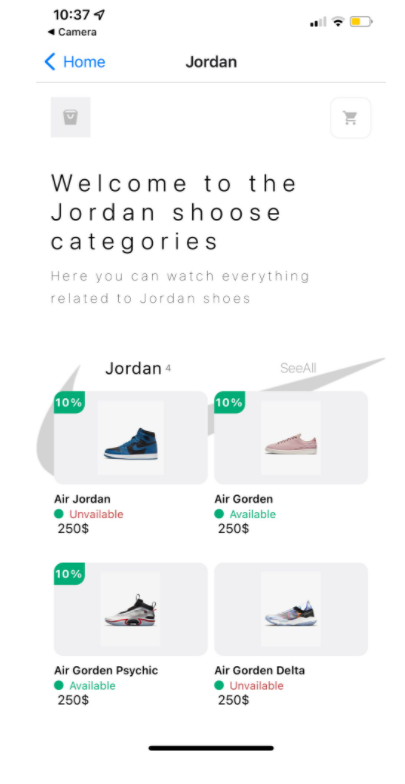 10:37
Camera
Home
Jordan
Welcome to the
Jordan shoose
categories
Here you can watch everything
related to Jordan shoes
Jordan 4
SeeAll
10%
10%
Air Jordan
Air Gorden
Unvailable
Available
250$
250$
10%
Air Gorden Psychic
Air Gorden Delta
Available
Unvailable
250$
250$